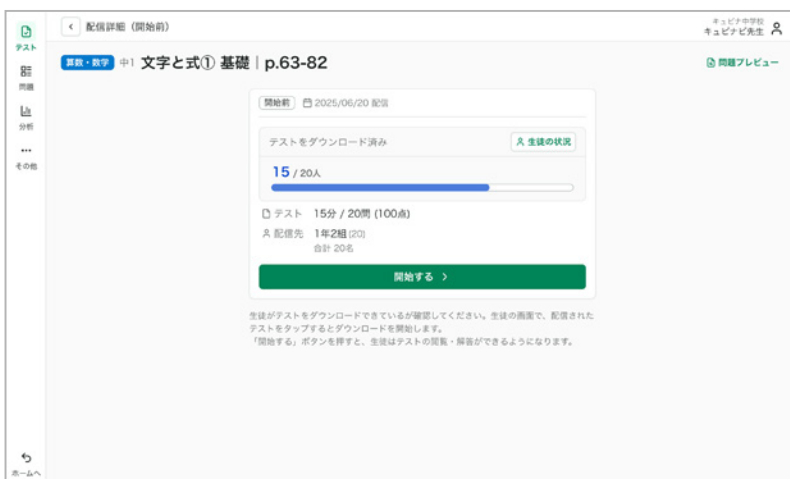 配信詳細（開始前）
キュビナ中学校
キュビナビ先生
テスト
問題
分析
その他
ホームへ
算数・数学 中1 文字と式① 基礎｜p.63-82
問題プレビュー
開始前 2025/06/20 配信
テストをダウンロード済み
生徒の状況
15 / 20人
テスト 15分 / 20問 (100点)
配信先 1年2組 (20)
合計 20名
開始する
生徒がテストをダウンロードできているが確認してください。生徒の画面で、配信された
テストをタップするとダウンロードを開始します。
「開始する」ボタンを押すと、生徒はテストの閲覧・解答ができるようになります。